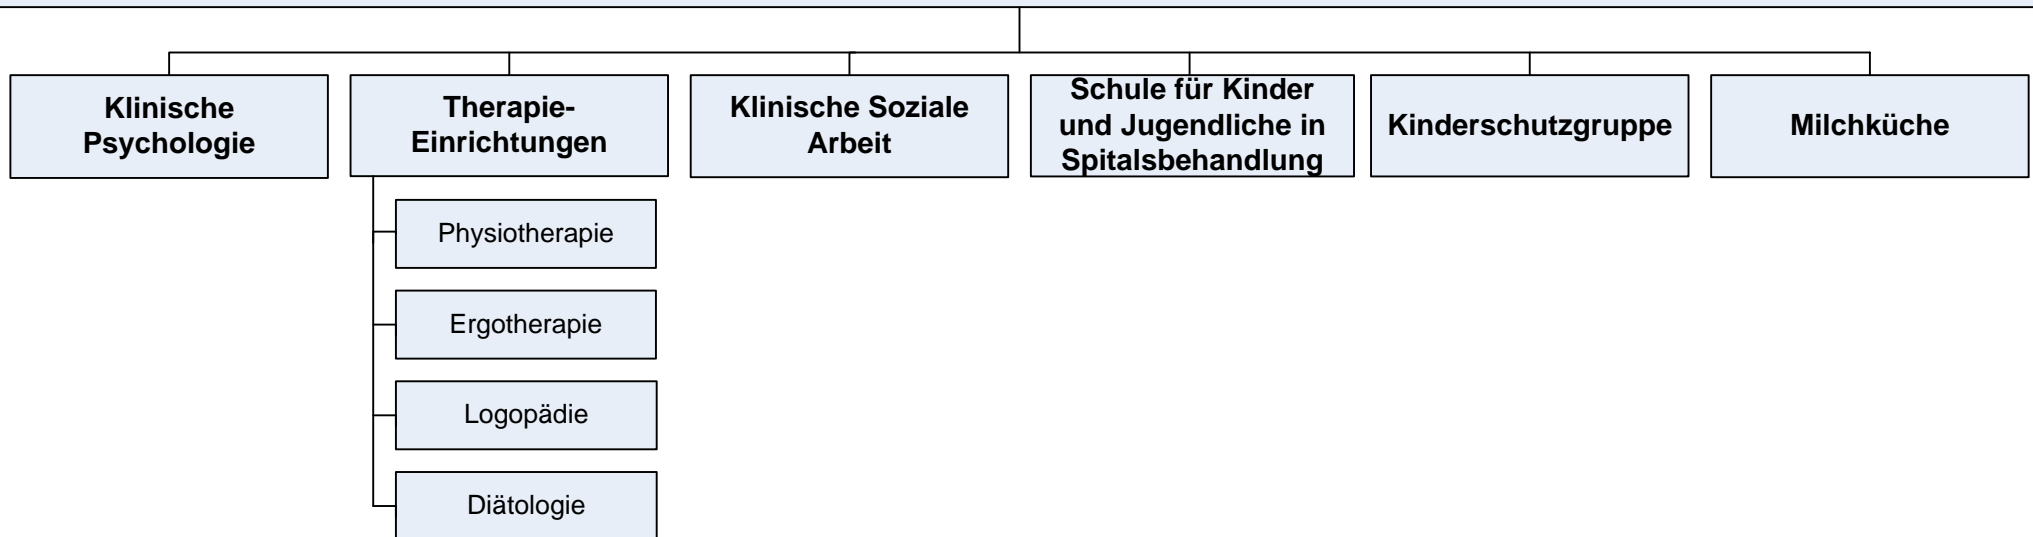 Klinische
Psychologie
Therapie-
Einrichtungen
Klinische Soziale
Arbeit
Schule für Kinder
und Jugendliche in
Spitalsbehandlung
Kinderschutzgruppe
Milchküche
Physiotherapie
Ergotherapie
Logopädie
Diätologie